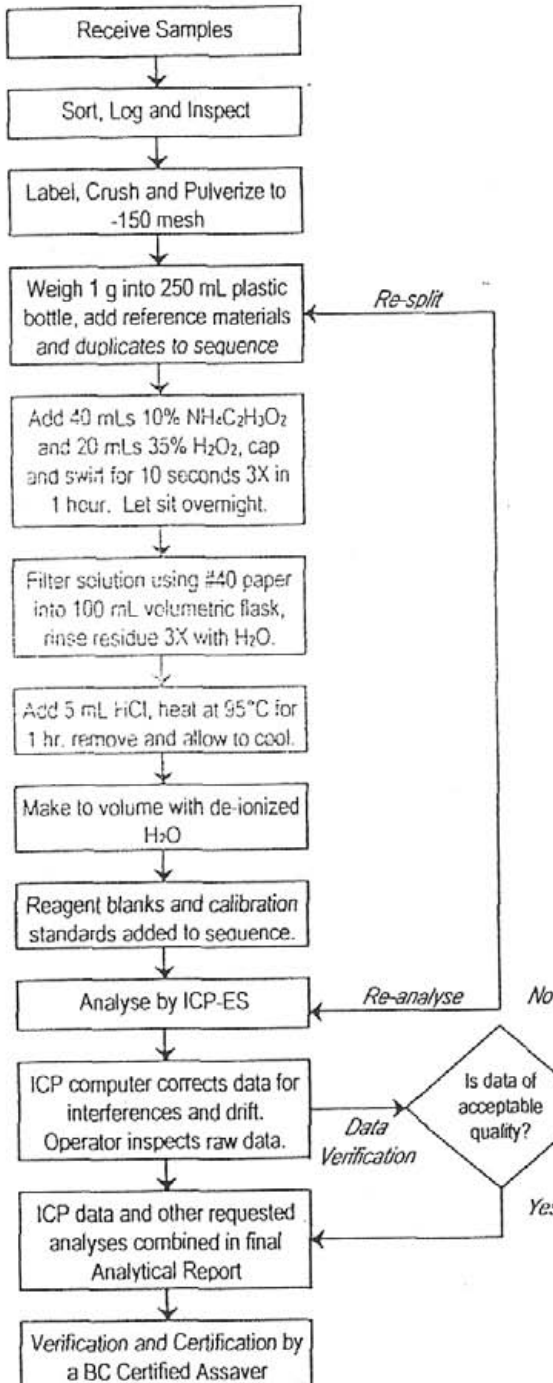 Receive Samples
Sort, Log and Inspect
Label, Crush and Pulverize to
-150 mesh
Weigh 1 g into 250 mL plastic
bottle, add reference materials
and duplicates to sequence
Re-split
Add 40 mLs 10% NH₄C₂H₃O₂
and 20 mLs 35% H₂O₂, cap
and swirl for 10 seconds 3X in
1 hour. Let sit overnight.
Filter solution using #40 paper
into 100 mL volumetric flask,
rinse residue 3X with H₂O.
Add 5 mL HCl, heat at 95°C for
1 hr. remove and allow to cool.
Make to volume with de-ionized
H₂O
Reagent blanks and calibration
standards added to sequence.
Analyse by ICP-ES
Re-analyse
No
ICP computer corrects data for
interferences and drift.
Operator inspects raw data.
Data
Verification
Is data of
acceptable
quality?
Yes
ICP data and other requested
analyses combined in final
Analytical Report
Verification and Certification by
a BC Certified Assayer